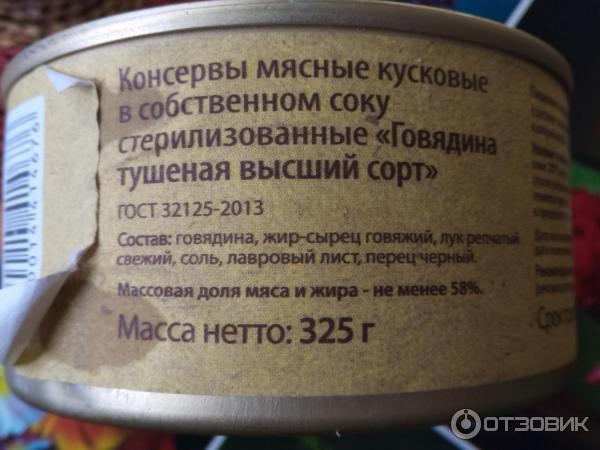 Консервы мясные кусковые
в собственном соку
стерилизованные «Говядина
тушеная высший сорт»
ГОСТ 32125-2013
Состав: говядина, жир-сырец говяжий, лук репчатый
свежий, соль, лавровый лист, перец черный.
Массовая доля мяса и жира - не менее 58%.
Масса нетто: 325 г
Срок
ОТЗОВИК